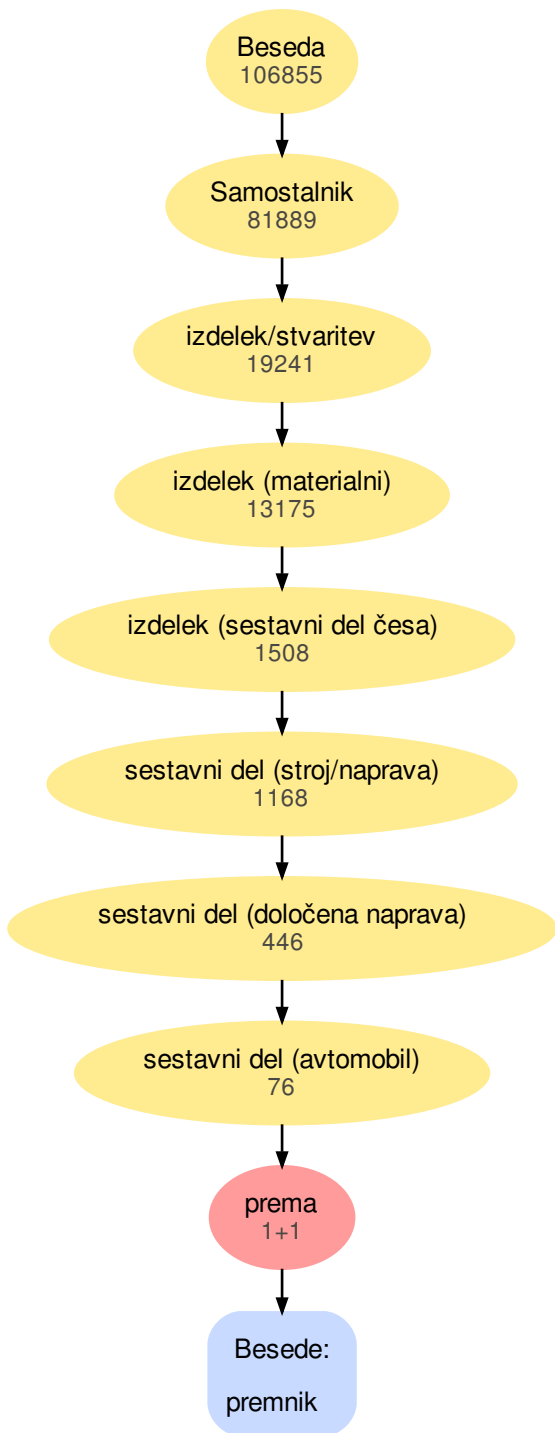 Beseda
106855
Samostalnik
81889
izdelek/stvaritev
19241
izdelek (materialni)
13175
izdelek (sestavni del česa)
1508
sestavni del (stroj/naprava)
1168
sestavni del (določena naprava)
446
sestavni del (avtomobil)
76
prema
1+1
Besede:
premnik